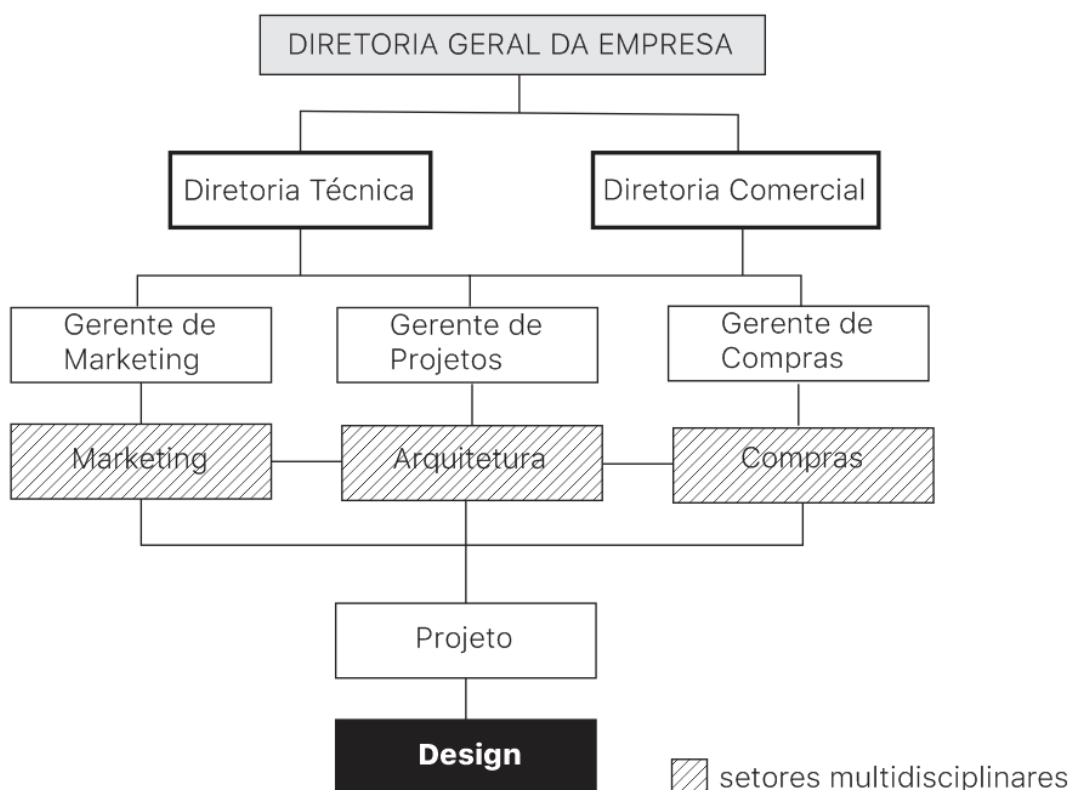 DIRETORIA GERAL DA EMPRESA
Diretoria Técnica
Diretoria Comercial
Gerente de
Marketing
Gerente de
Projetos
Gerente de
Compras
Marketing
Arquitetura
Compras
Projeto
Design
setores multidisciplinares